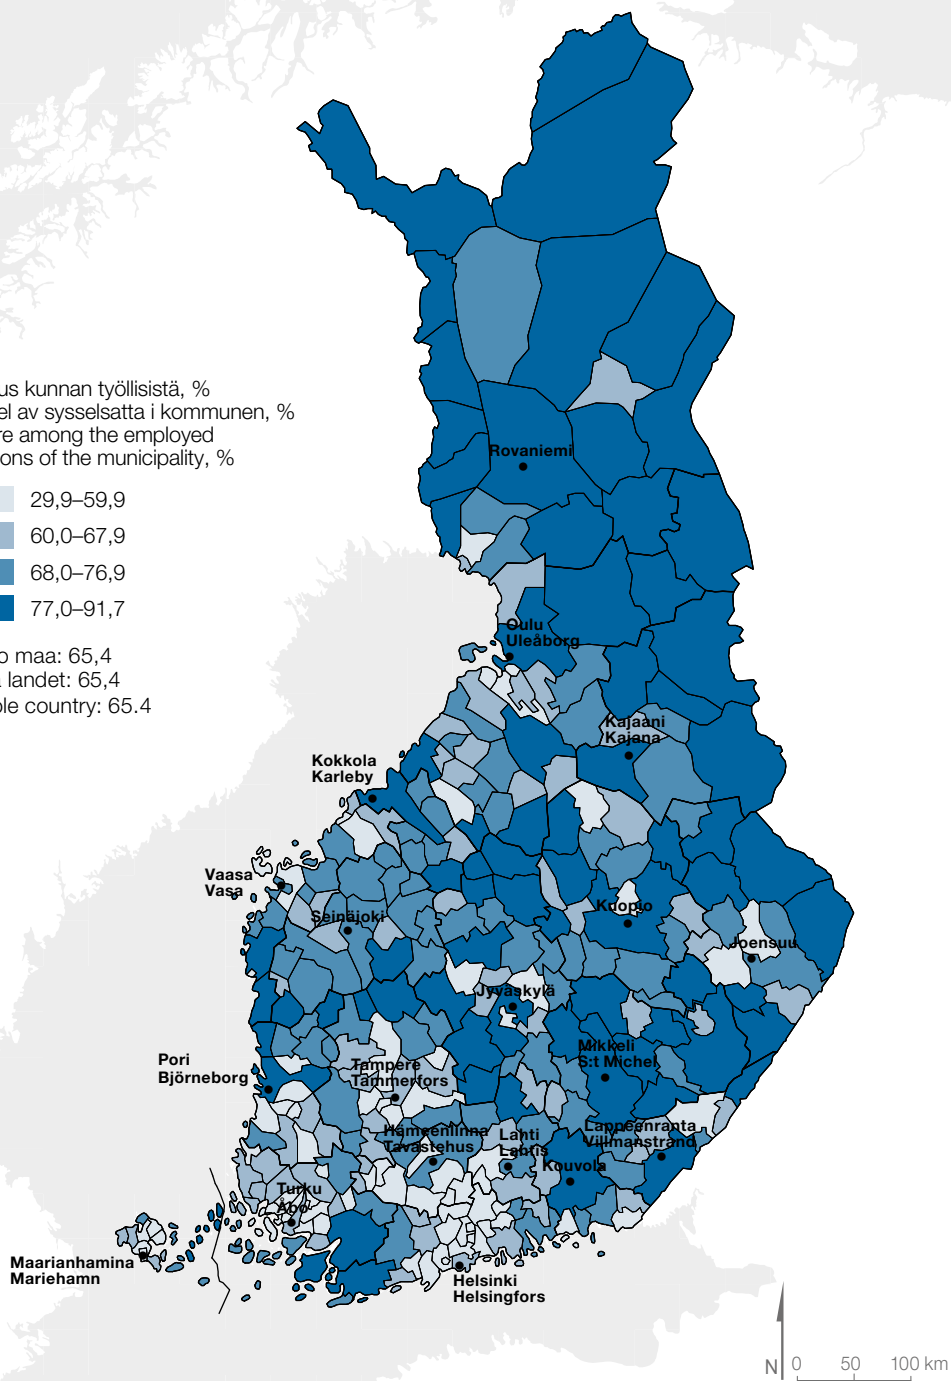 us kunnan työllisistä, %
el av sysselsatta i kommunen, %
re among the employed
ons of the municipality, %
29,9–59,9
60,0–67,9
68,0–76,9
77,0–91,7
o maa: 65,4
a landet: 65,4
ole country: 65.4
Rovaniemi
Oulu
Uleåborg
Kajaani
Kajana
Kokkola
Karleby
Vaasa
Vasa
Seinäjoki
Kuopio
Joensuu
Jyväskylä
Mikkeli
S:t Michel
Pori
Björneborg
Tampere
Tammerfors
Hämeenlinna
Tavastehus
Lahti
Lahtis
Lappeenranta
Villmanstrand
Kouvola
Turku
Åbo
Maarianhamina
Mariehamn
Helsinki
Helsingfors
N 0 50 100 km